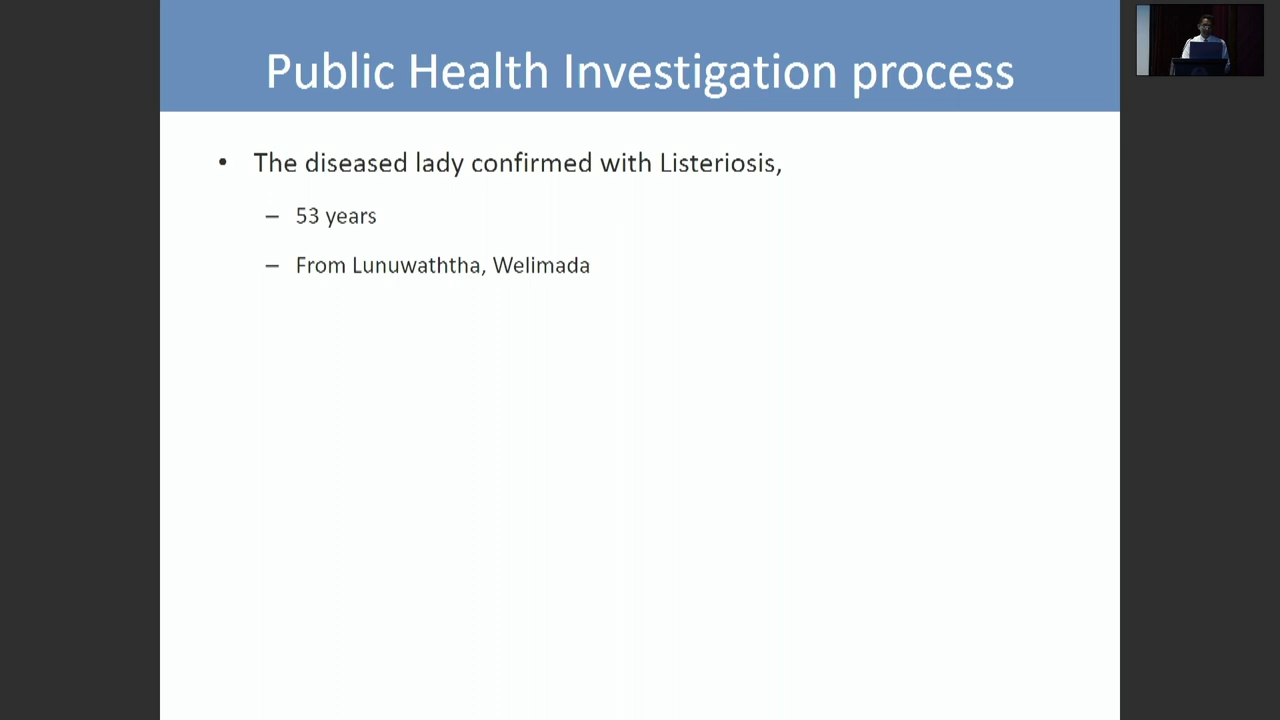 Public Health Investigation process
• The diseased lady confirmed with Listeriosis,
– 53 years
– From Lunuwaththa, Welimada